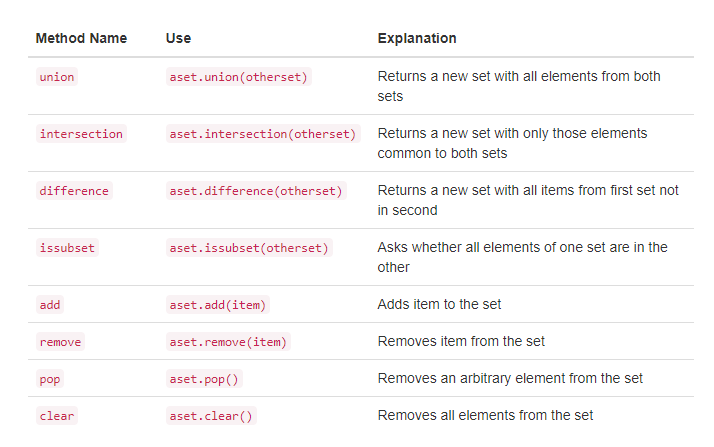 Method Name Use Explanation
union aset.union(otherset) Returns a new set with all elements from both
sets
intersection aset.intersection(otherset) Returns a new set with only those elements
common to both sets
difference aset.difference(otherset) Returns a new set with all items from first set not
in second
issubset aset.issubset(otherset) Asks whether all elements of one set are in the
other
add aset.add(item) Adds item to the set
remove aset.remove(item) Removes item from the set
pop aset.pop() Removes an arbitrary element from the set
clear aset.clear() Removes all elements from the set